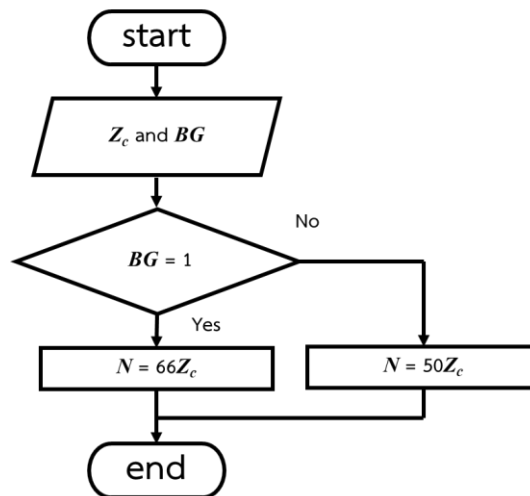 start
Z_c and BG
BG = 1
No
Yes
N = 66Z_c
N = 50Z_c
end